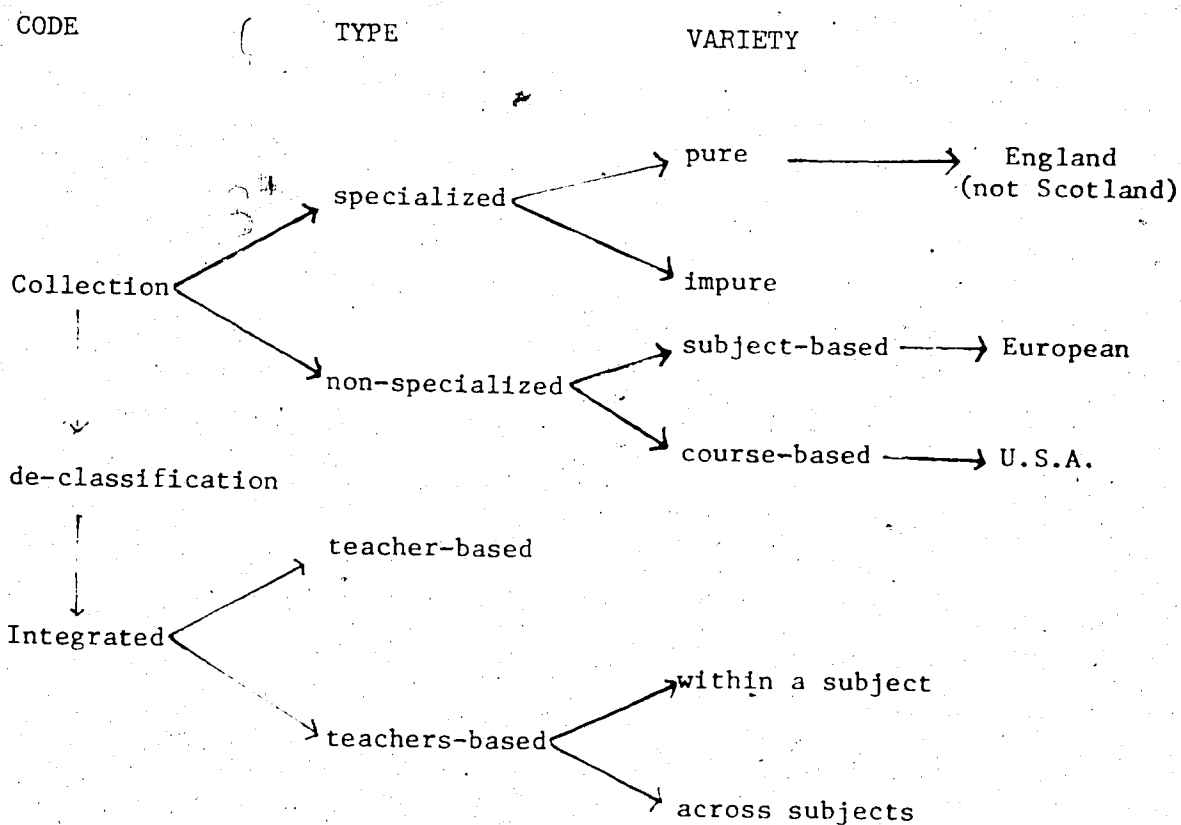 CODE TYPE VARIETY
pure England
(not Scotland)
specialized
Collection impure
subject-based European
non-specialized
course-based U.S.A.
de-classification
teacher-based
Integrated
within a subject
teachers-based
across subjects